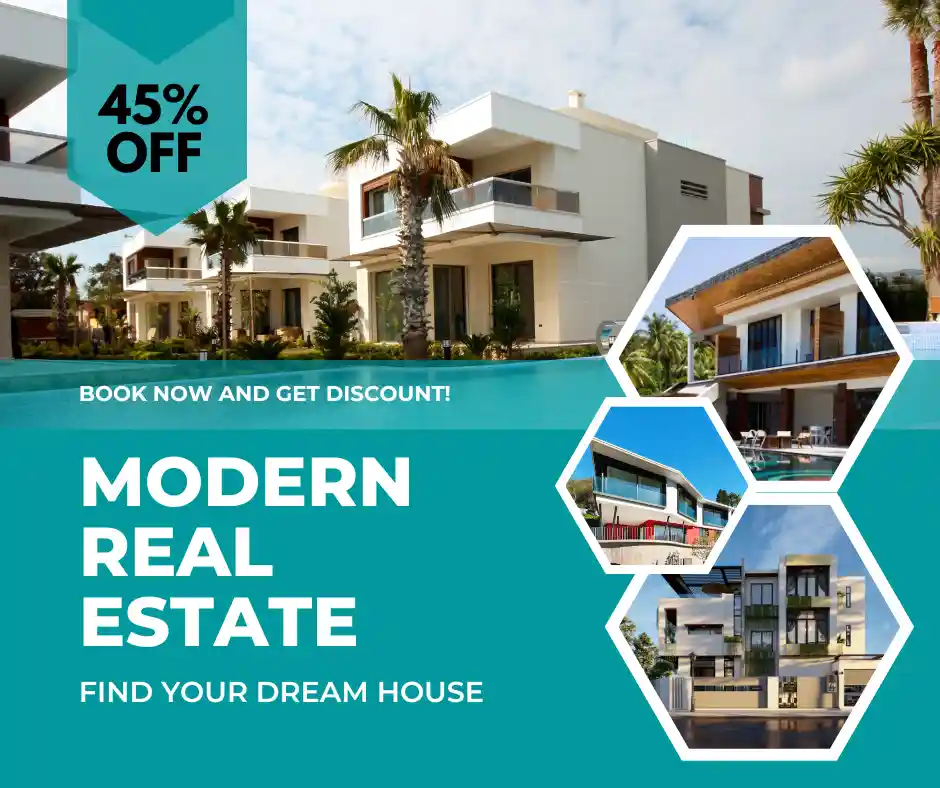 45%
OFF
BOOK NOW AND GET DISCOUNT!
MODERN
REAL
ESTATE
FIND YOUR DREAM HOUSE